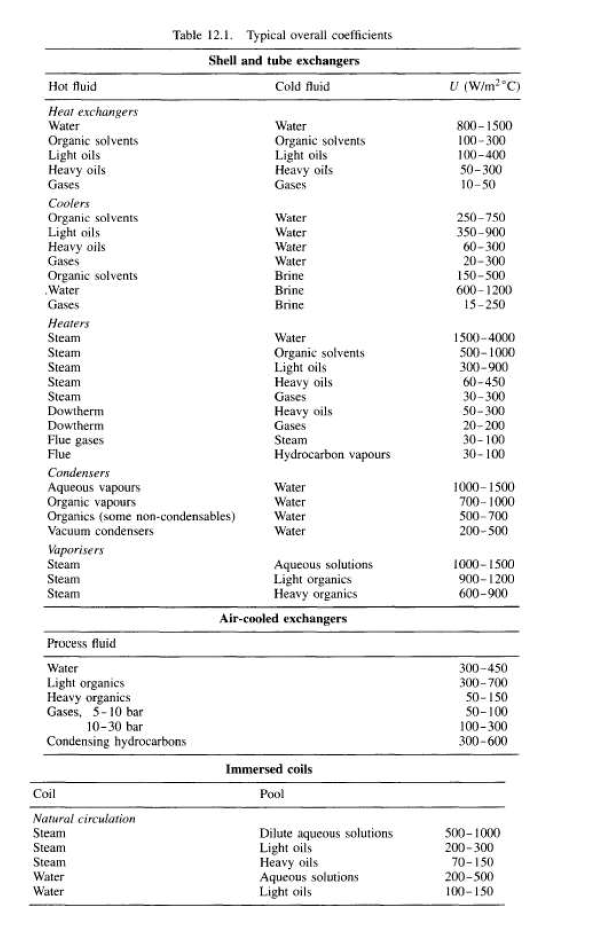 Table 12.1. Typical overall coefficients
Shell and tube exchangers
Hot fluid Cold fluid U (W/m² °C)
Heat exchangers
Water Water 800–1500
Organic solvents Organic solvents 100–300
Light oils Light oils 100–400
Heavy oils Heavy oils 50–300
Gases Gases 10–50
Coolers
Organic solvents Water 250–750
Light oils Water 350–900
Heavy oils Water 60–300
Gases Water 20–300
Organic solvents Brine 150–500
Water Brine 600–1200
Gases Brine 15–250
Heaters
Steam Water 1500–4000
Steam Organic solvents 500–1000
Steam Light oils 300–900
Steam Heavy oils 60–450
Steam Gases 30–300
Dowtherm Heavy oils 50–300
Dowtherm Gases 20–200
Flue gases Steam 30–100
Flue Hydrocarbon vapours 30–100
Condensers
Aqueous vapours Water 1000–1500
Organic vapours Water 700–1000
Organics (some non-condensables) Water 500–700
Vacuum condensers Water 200–500
Vaporisers
Steam Aqueous solutions 1000–1500
Steam Light organics 900–1200
Steam Heavy organics 600–900
Air-cooled exchangers
Process fluid
Water 300–450
Light organics 300–700
Heavy organics 50–150
Gases, 5–10 bar 50–100
10–30 bar 100–300
Condensing hydrocarbons 300–600
Immersed coils
Coil Pool
Natural circulation
Steam Dilute aqueous solutions 500–1000
Steam Light oils 200–300
Steam Heavy oils 70–150
Water Aqueous solutions 200–500
Water Light oils 100–150